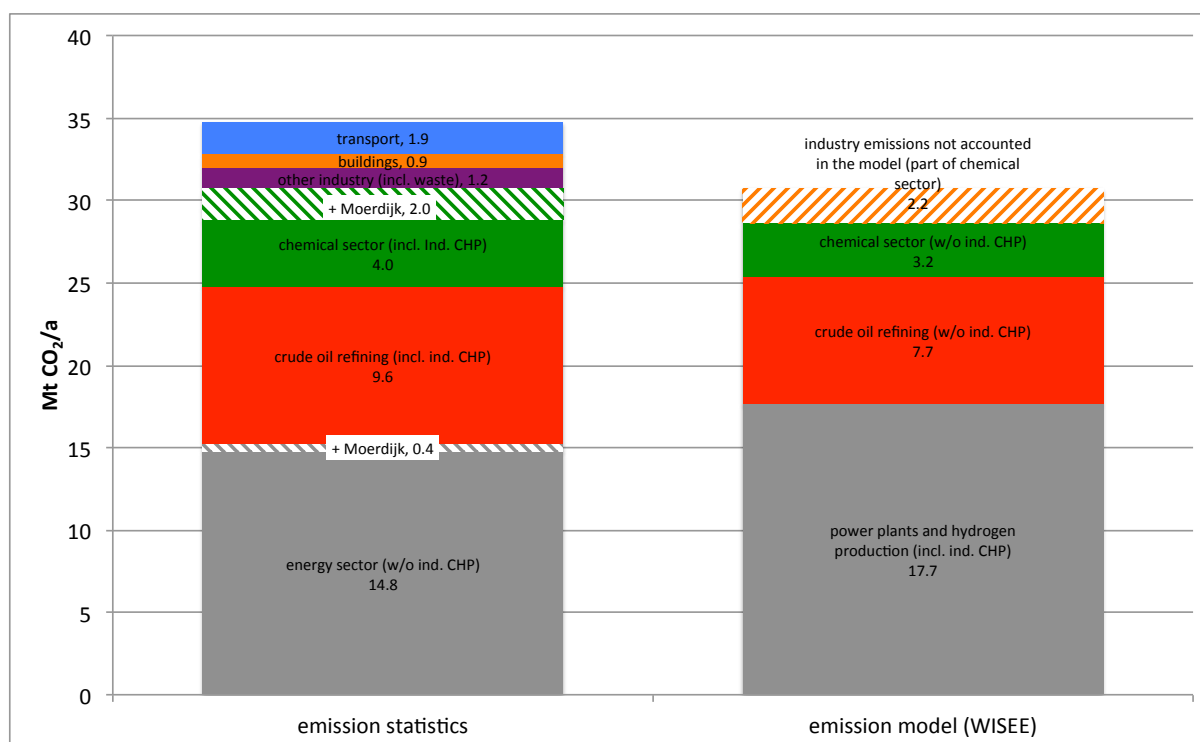 40
35
30
25
20
15
10
5
0
Mt CO₂/a
transport, 1.9
buildings, 0.9
other industry (incl. waste), 1.2
+ Moerdijk, 2.0
chemical sector (incl. Ind. CHP)
4.0
crude oil refining (incl. ind. CHP)
9.6
+ Moerdijk, 0.4
energy sector (w/o ind. CHP)
14.8
industry emissions not accounted
in the model (part of chemical
sector)
2.2
chemical sector (w/o ind. CHP)
3.2
crude oil refining (w/o ind. CHP)
7.7
power plants and hydrogen
production (incl. ind. CHP)
17.7
emission statistics
emission model (WISEE)